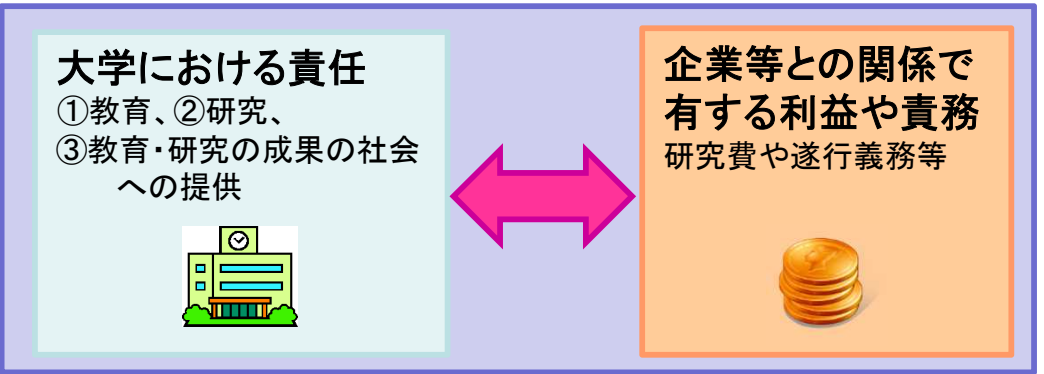 大学における責任
①教育、②研究、
③教育・研究の成果の社会
への提供
企業等との関係で
有する利益や責務
研究費や遂行義務等